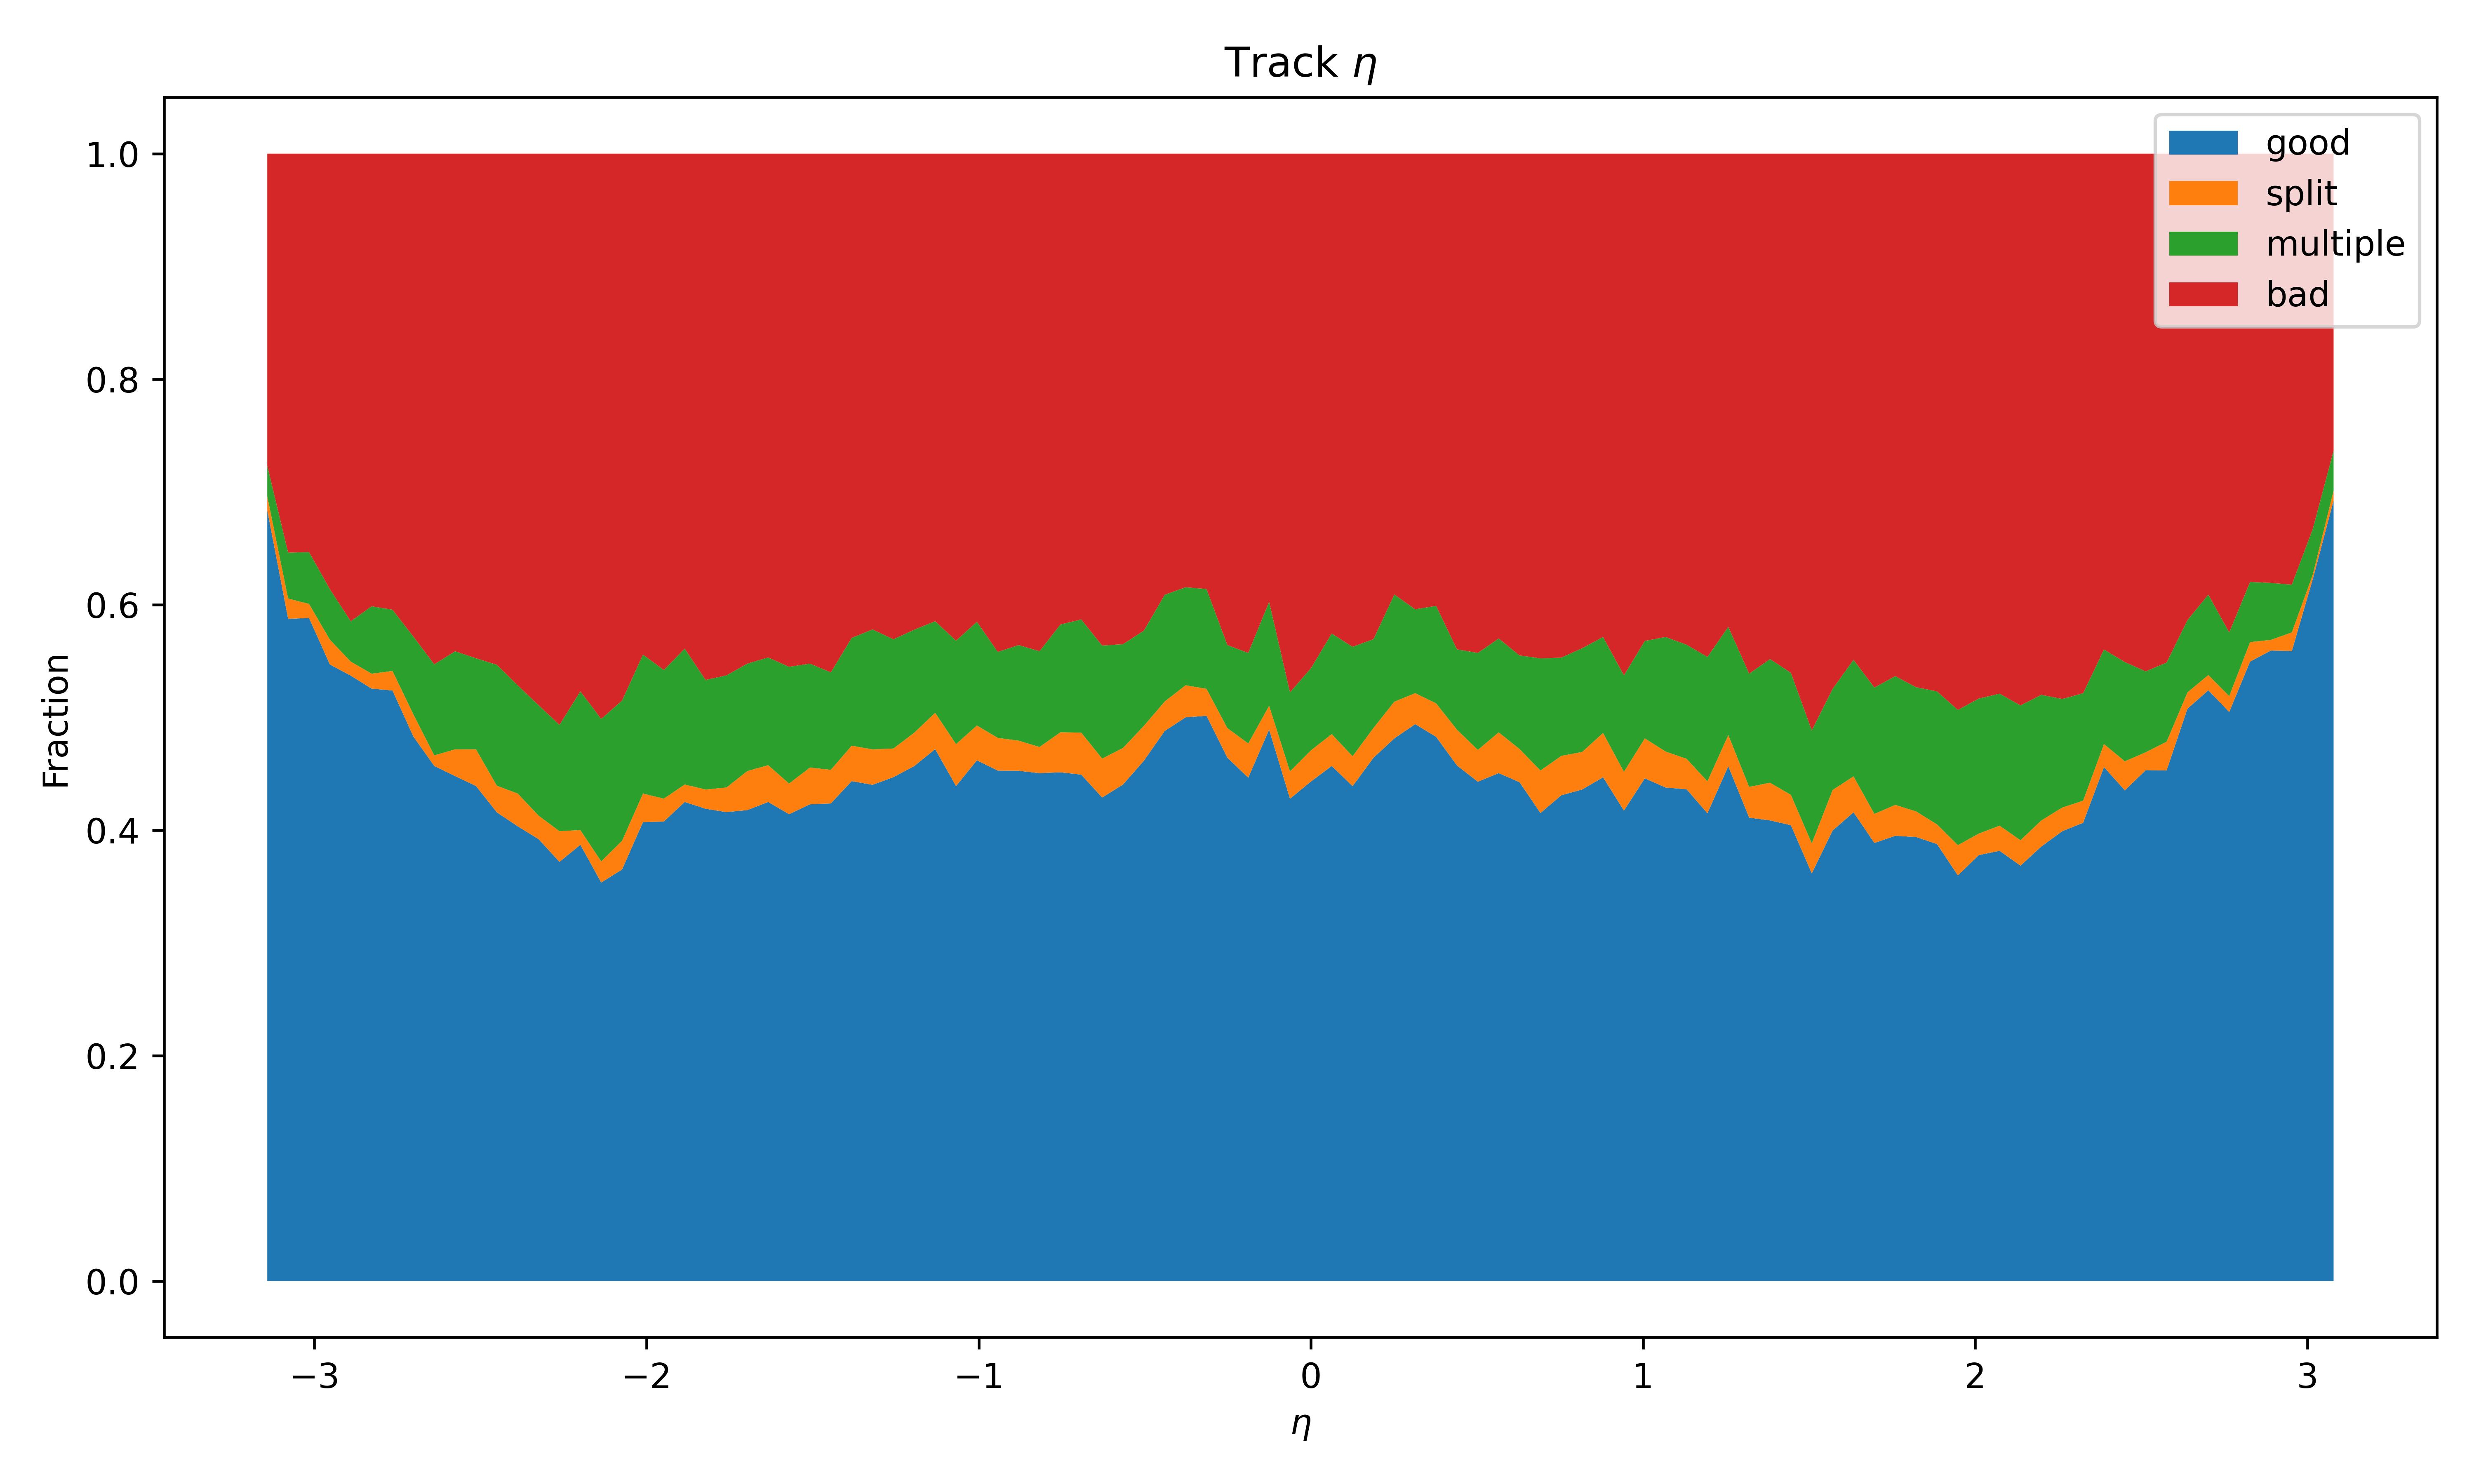 Track η
good
split
multiple
bad
1.0
0.8
0.6
0.4
0.2
0.0
Fraction
−3 −2 −1 0 1 2 3
η